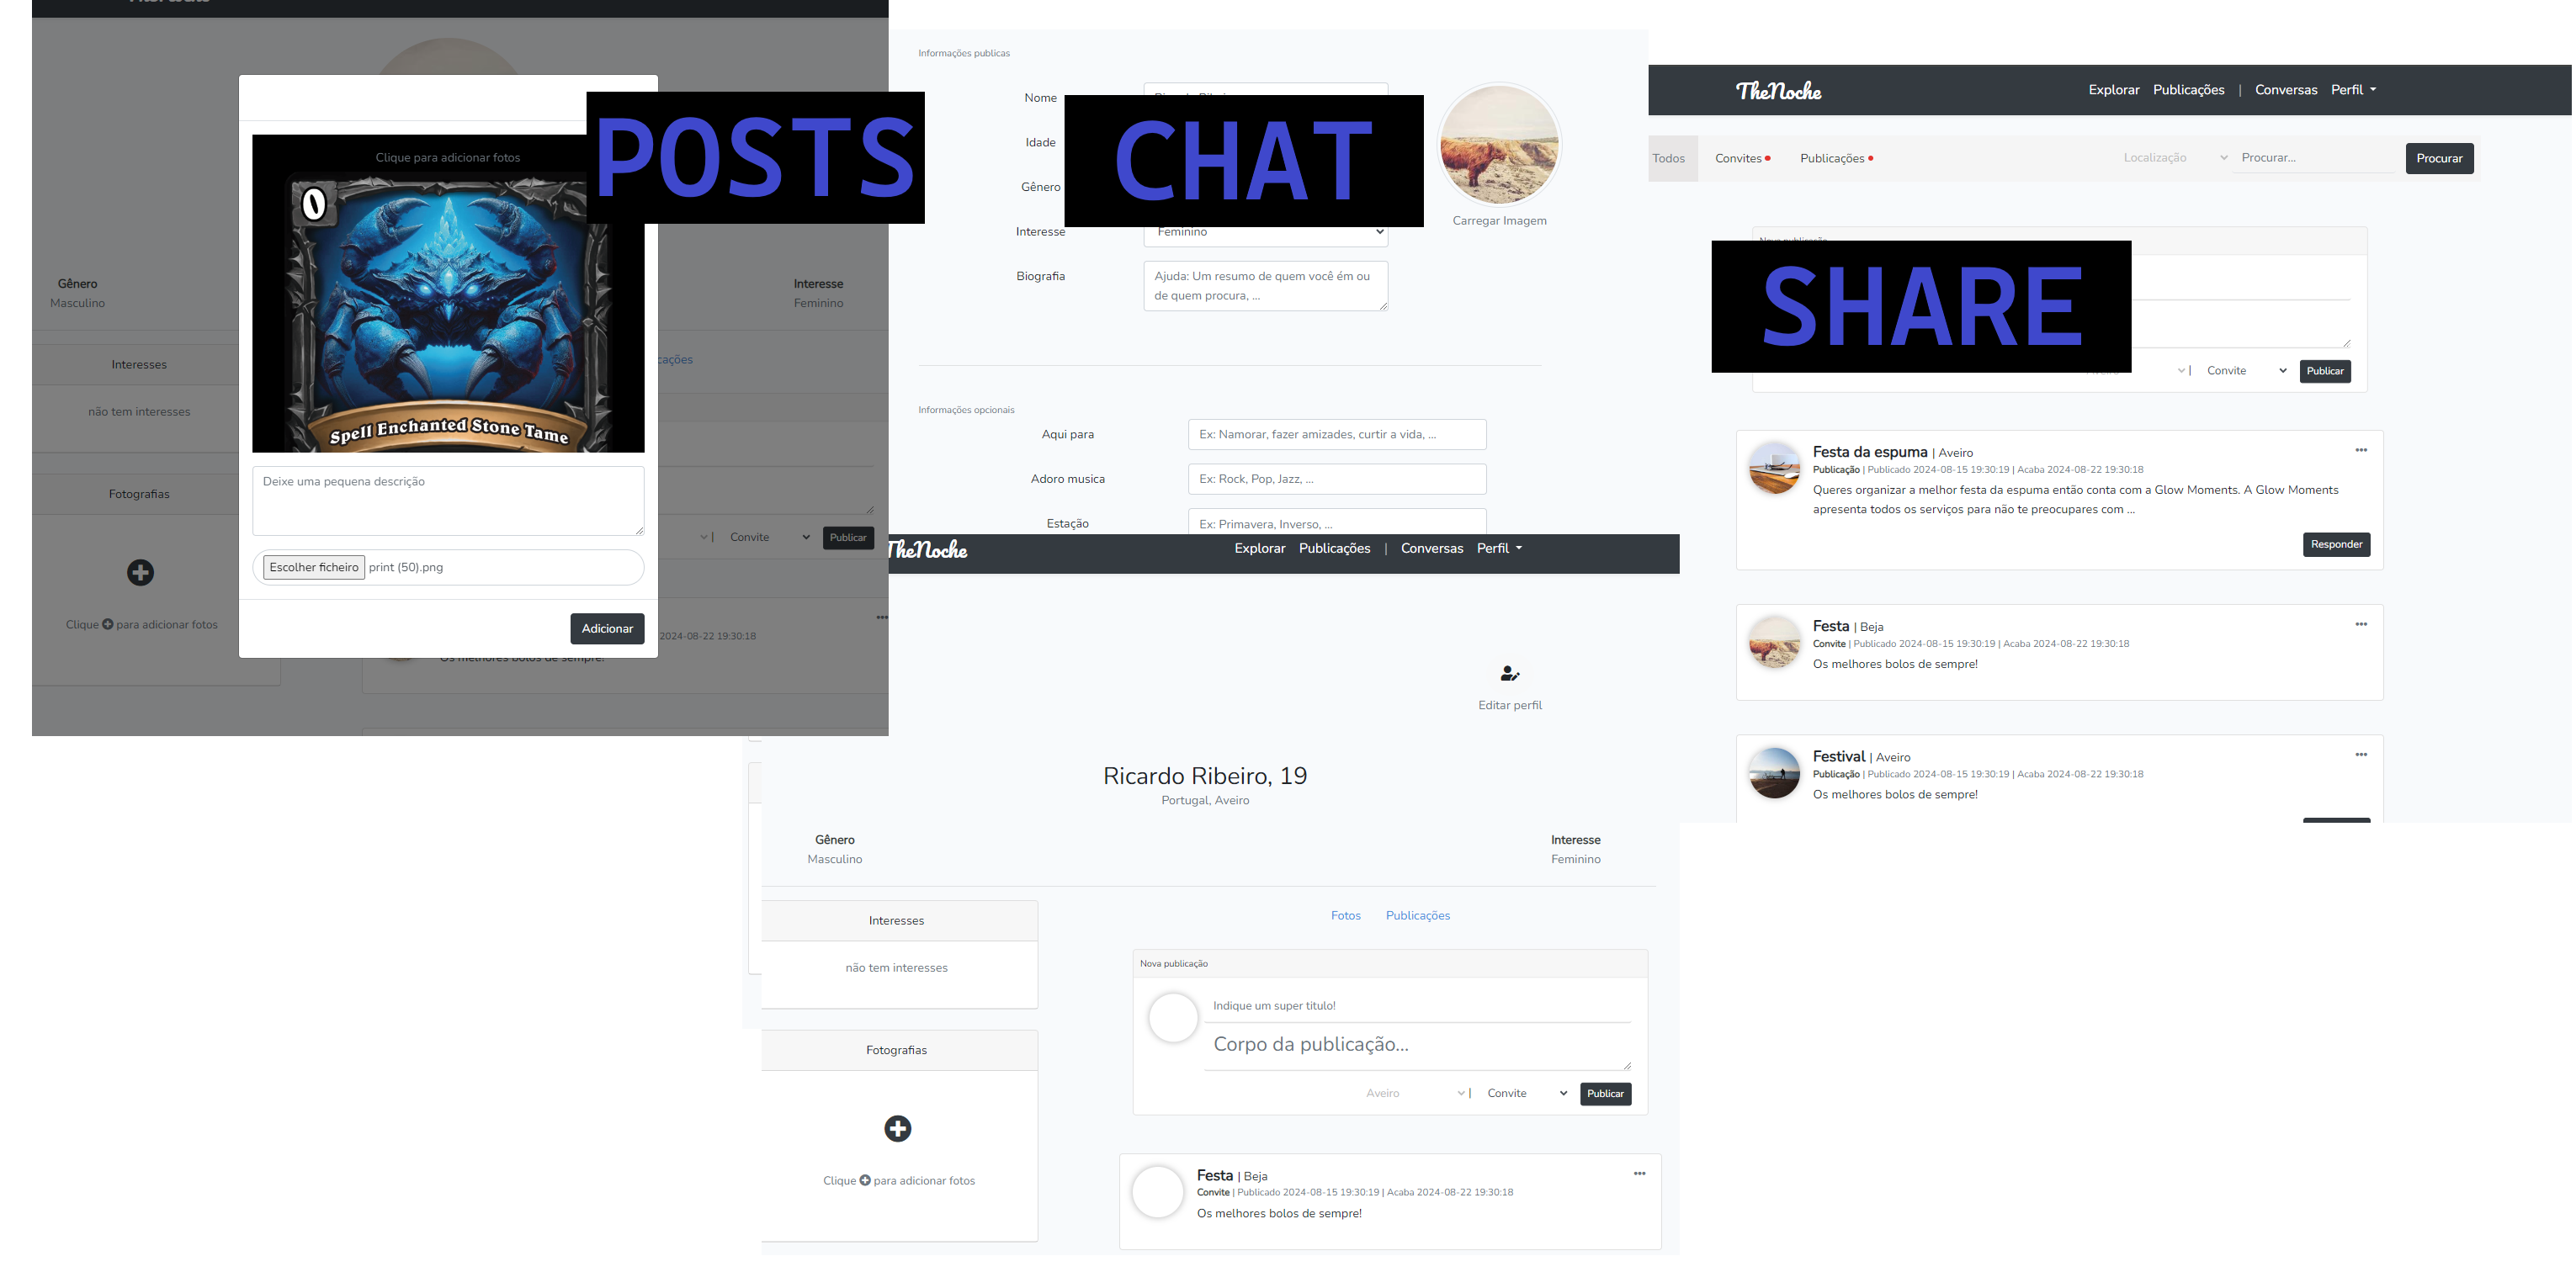 POSTS
Clique para adicionar fotos
0
Spell Enchanted Stone Tame
Deixe uma pequena descrição
Escolher ficheiro print (50).png
Adicionar
Gênero
Masculino
Interesse
Feminino
Interesses
não tem interesses
Fotografias
Clique para adicionar fotos
| Convite
Publicar
2024-08-22 19:30:18
Os melhores bolos de sempre!
CHAT
Informações publicas
Nome
Idade
Gênero
Interesse
Feminino
Biografia
Ajuda: Um resumo de quem você ém ou
de quem procura, ...
Carregar Imagem
Informações opcionais
Aqui para
Ex: Namorar, fazer amizades, curtir a vida, ...
Adoro musica
Ex: Rock, Pop, Jazz, ...
Estação
Ex: Primavera, Inverso, ...
TheNoche
Explorar Publicações | Conversas Perfil
Editar perfil
Ricardo Ribeiro, 19
Portugal, Aveiro
Gênero
Masculino
Interesse
Feminino
Interesses
não tem interesses
Fotografias
Clique para adicionar fotos
Fotos Publicações
Nova publicação
Indique um super titulo!
Corpo da publicação...
Aveiro | Convite
Publicar
Festa | Beja
Convite | Publicado 2024-08-15 19:30:19 | Acaba 2024-08-22 19:30:18
Os melhores bolos de sempre!
TheNoche
Explorar Publicações | Conversas Perfil
Todos Convites Publicações
Localização Procurar... Procurar
SHARE
| Convite
Publicar
Festa da espuma | Aveiro
Publicação | Publicado 2024-08-15 19:30:19 | Acaba 2024-08-22 19:30:18
Queres organizar a melhor festa da espuma então conta com a Glow Moments. A Glow Moments
apresenta todos os serviços para não te preocupares com ...
Responder
Festa | Beja
Convite | Publicado 2024-08-15 19:30:19 | Acaba 2024-08-22 19:30:18
Os melhores bolos de sempre!
Festival | Aveiro
Publicação | Publicado 2024-08-15 19:30:19 | Acaba 2024-08-22 19:30:18
Os melhores bolos de sempre!